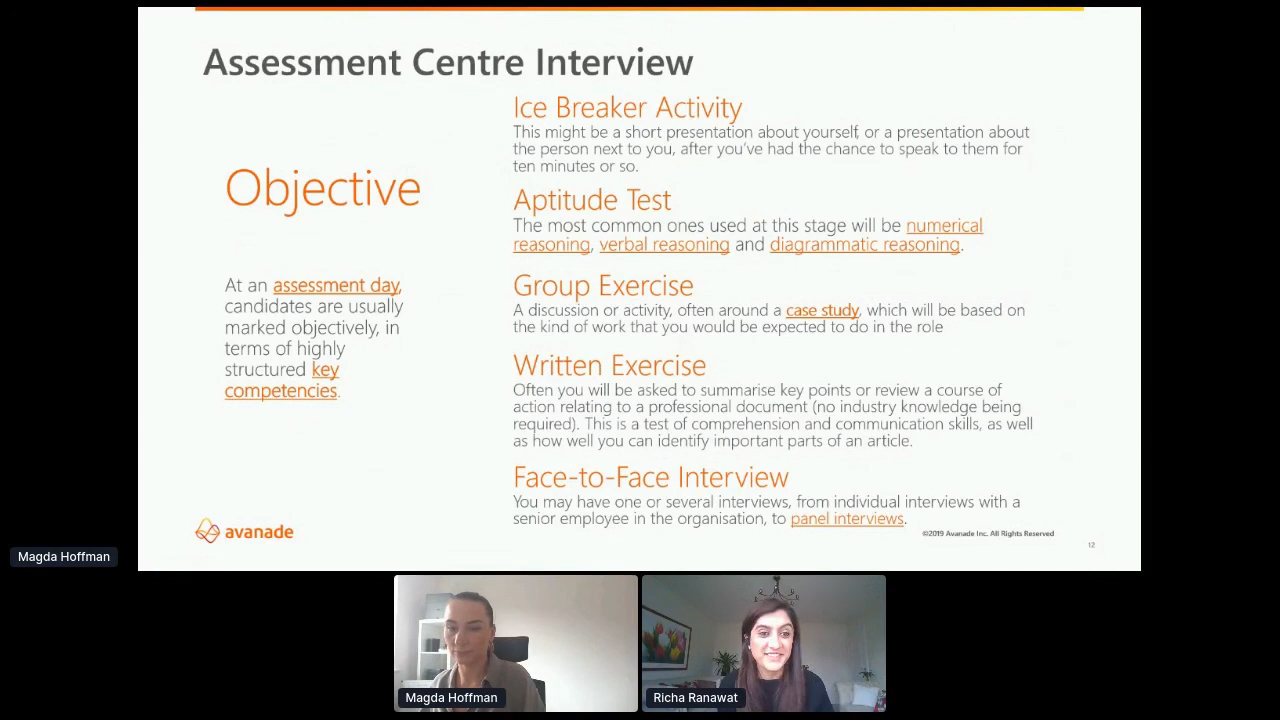 Assessment Centre Interview
Objective
At an assessment day,
candidates are usually
marked objectively, in
terms of highly
structured key
competencies.
Ice Breaker Activity
This might be a short presentation about yourself, or a presentation about
the person next to you, after you've had the chance to speak to them for
ten minutes or so.
Aptitude Test
The most common ones used at this stage will be numerical
reasoning, verbal reasoning and diagrammatic reasoning.
Group Exercise
A discussion or activity, often around a case study, which will be based on
the kind of work that you would be expected to do in the role
Written Exercise
Often you will be asked to summarise key points or review a course of
action relating to a professional document (no industry knowledge being
required). This is a test of comprehension and communication skills, as well
as how well you can identify important parts of an article.
Face-to-Face Interview
You may have one or several interviews, from individual interviews with a
senior employee in the organisation, to panel interviews.
avanade
©2019 Avanade Inc. All Rights Reserved
12
Magda Hoffman
Magda Hoffman
Richa Ranawat